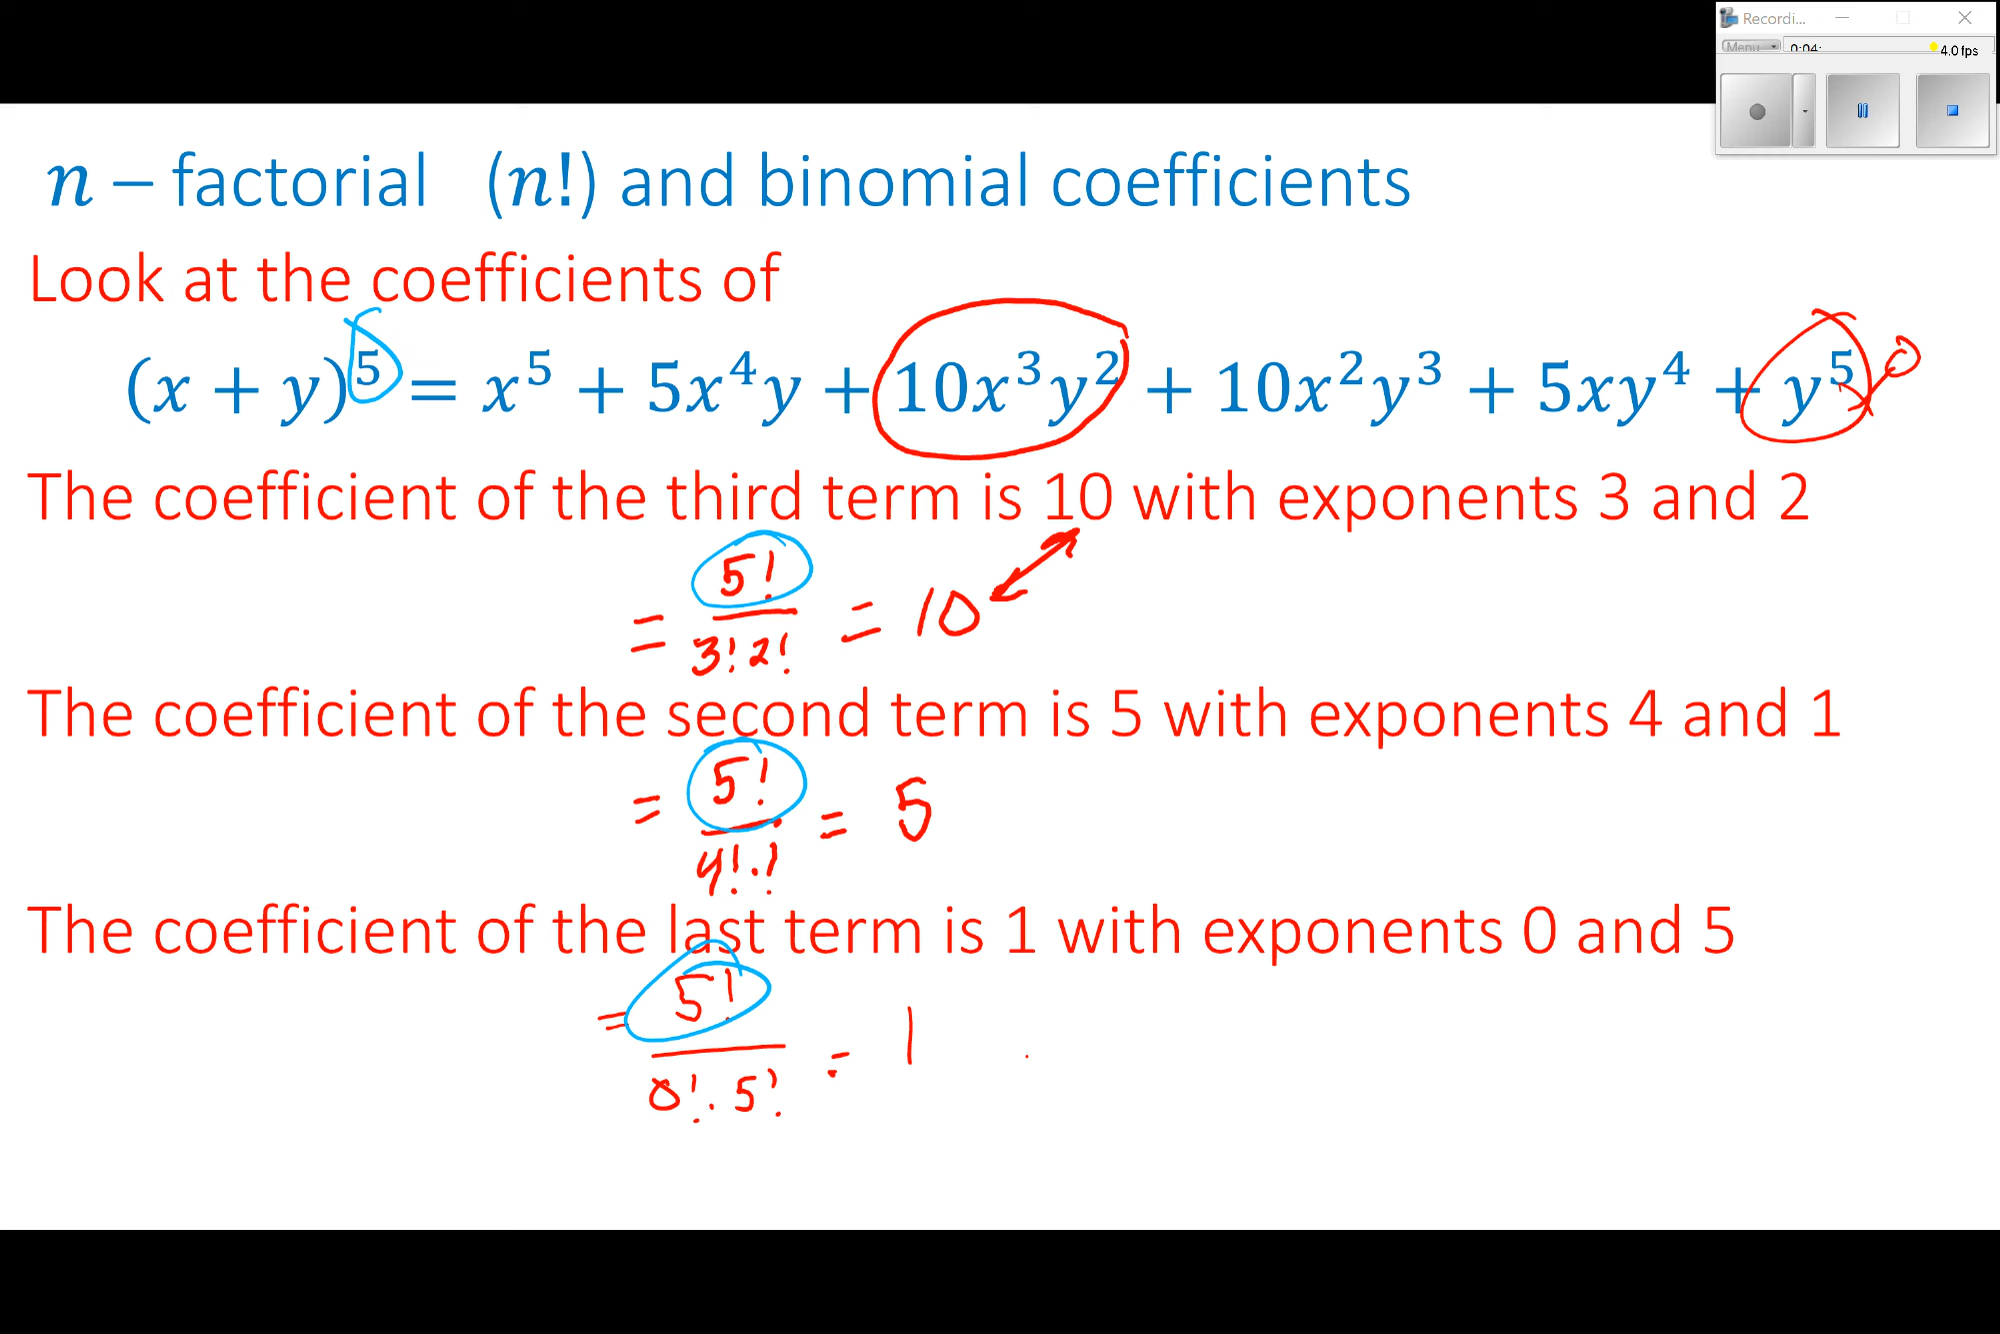 Recordi...
Menu 0:04: 4.0 fps
n – factorial (n!) and binomial coefficients
Look at the coefficients of
(x + y)⁵ = x⁵ + 5x⁴y + 10x³y² + 10x²y³ + 5xy⁴ + y⁵ 0
The coefficient of the third term is 10 with exponents 3 and 2
= 5! / 3! 2! = 10
The coefficient of the second term is 5 with exponents 4 and 1
= 5! / 4! · ! = 5
The coefficient of the last term is 1 with exponents 0 and 5
= 5! / 0! · 5! = 1